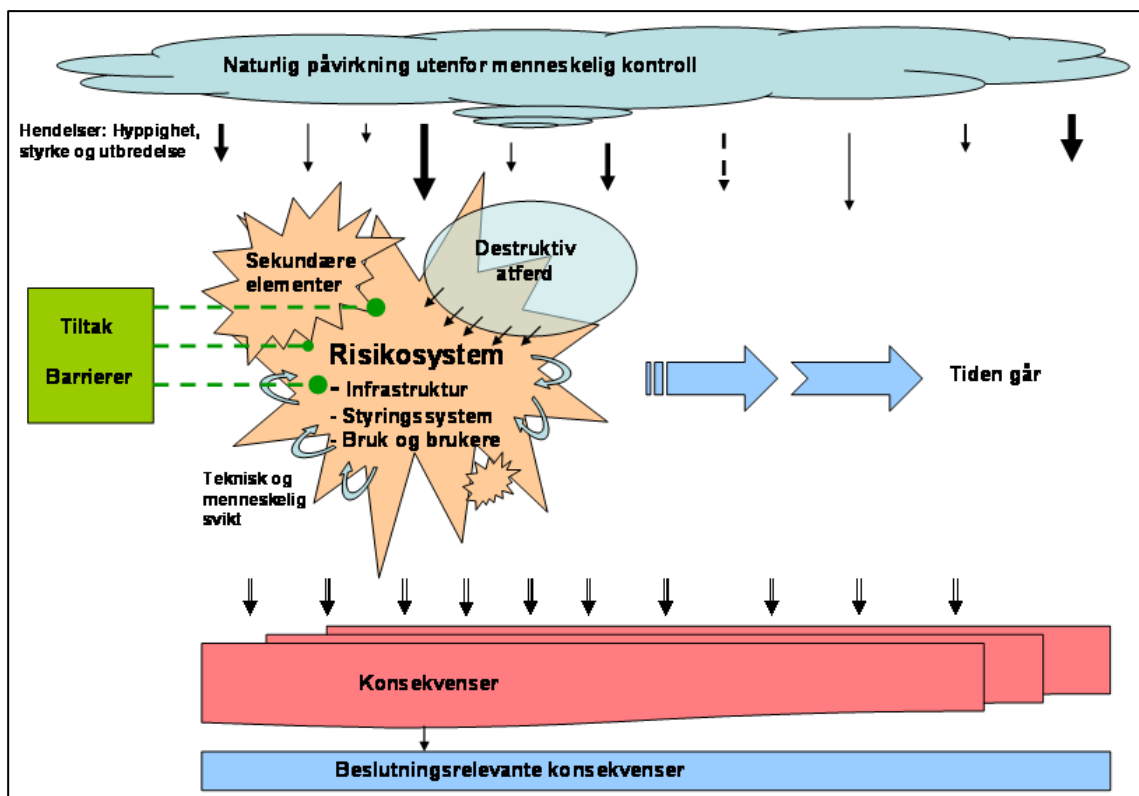 Naturlig påvirkning utenfor menneskelig kontroll
Hendelser: Hyppighet,
styrke og utbredelse
Destruktiv
atferd
Sekundære
elementer
Tiltak
Barrierer
Risikosystem
- Infrastruktur
- Styringssystem
- Bruk og brukere
Tiden går
Teknisk og
menneskelig
svikt
Konsekvenser
Beslutningsrelevante konsekvenser